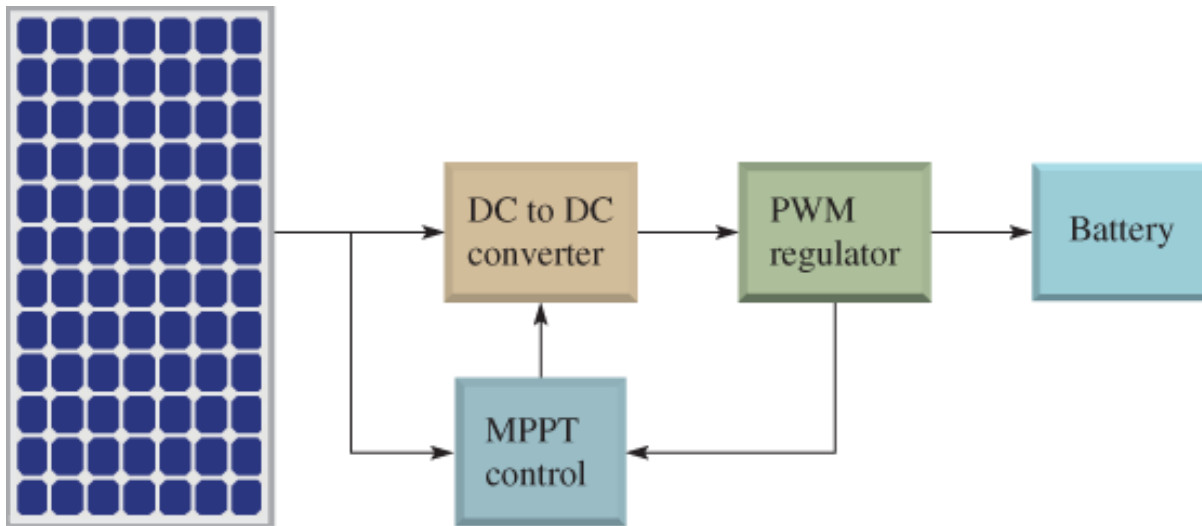 DC to DC
converter
PWM
regulator
Battery
MPPT
control